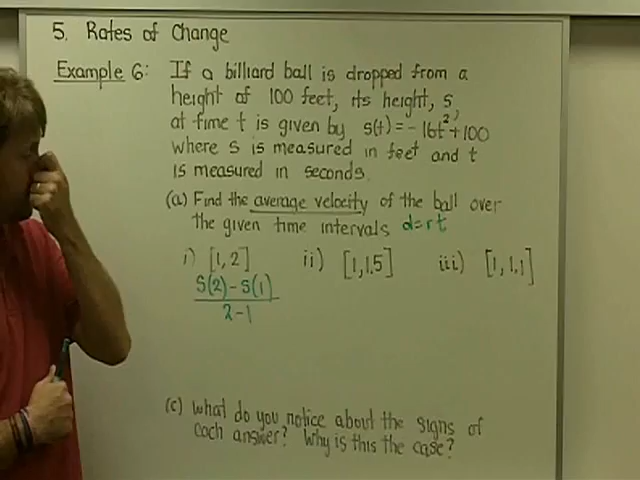 5. Rates of Change
Example 6: If a billiard ball is dropped from a
height of 100 feet, its height, s,
at time t is given by s(t) = -16t²+100
where s is measured in feet and t
is measured in seconds.
(a) Find the average velocity of the ball over
the given time intervals d=rt
i) [1, 2] ii) [1, 1.5] iii) [1, 1.1]
S(2) - S(1)
2-1
(c) What do you notice about the signs of
each answer? Why is this the case?